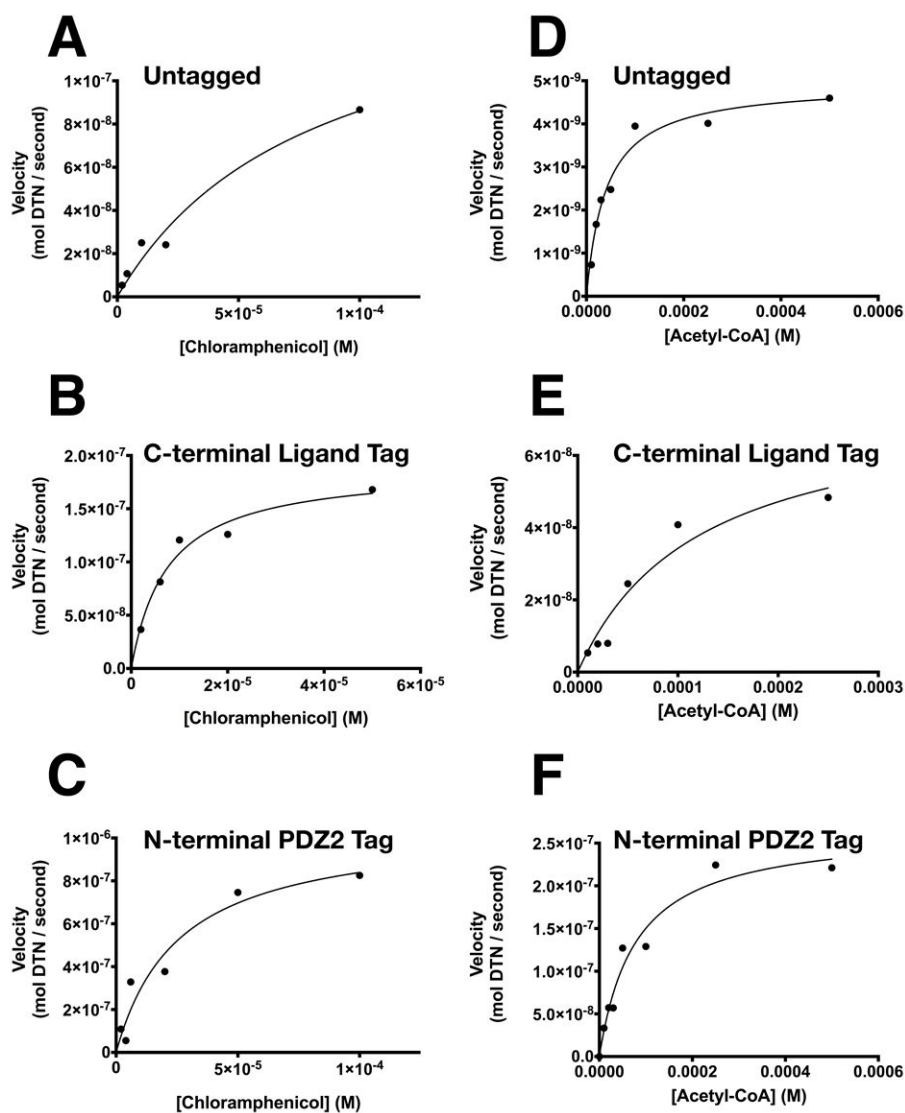 A
Untagged
1×10⁻⁷
8×10⁻⁸
6×10⁻⁸
4×10⁻⁸
2×10⁻⁸
0
Velocity
(mol DTN / second)
0 5×10⁻⁵ 1×10⁻⁴
[Chloramphenicol] (M)
D
Untagged
5×10⁻⁹
4×10⁻⁹
3×10⁻⁹
2×10⁻⁹
1×10⁻⁹
0
Velocity
(mol DTN / second)
0.0000 0.0002 0.0004 0.0006
[Acetyl-CoA] (M)
B
C-terminal Ligand Tag
2.0×10⁻⁷
1.5×10⁻⁷
1.0×10⁻⁷
5.0×10⁻⁸
0.0
Velocity
(mol DTN / second)
0 2×10⁻⁵ 4×10⁻⁵ 6×10⁻⁵
[Chloramphenicol] (M)
E
C-terminal Ligand Tag
6×10⁻⁸
4×10⁻⁸
2×10⁻⁸
0
Velocity
(mol DTN / second)
0.0000 0.0001 0.0002 0.0003
[Acetyl-CoA] (M)
C
N-terminal PDZ2 Tag
1×10⁻⁶
8×10⁻⁷
6×10⁻⁷
4×10⁻⁷
2×10⁻⁷
0
Velocity
(mol DTN / second)
0 5×10⁻⁵ 1×10⁻⁴
[Chloramphenicol] (M)
F
N-terminal PDZ2 Tag
2.5×10⁻⁷
2.0×10⁻⁷
1.5×10⁻⁷
1.0×10⁻⁷
5.0×10⁻⁸
0.0
Velocity
(mol DTN / second)
0.0000 0.0002 0.0004 0.0006
[Acetyl-CoA] (M)